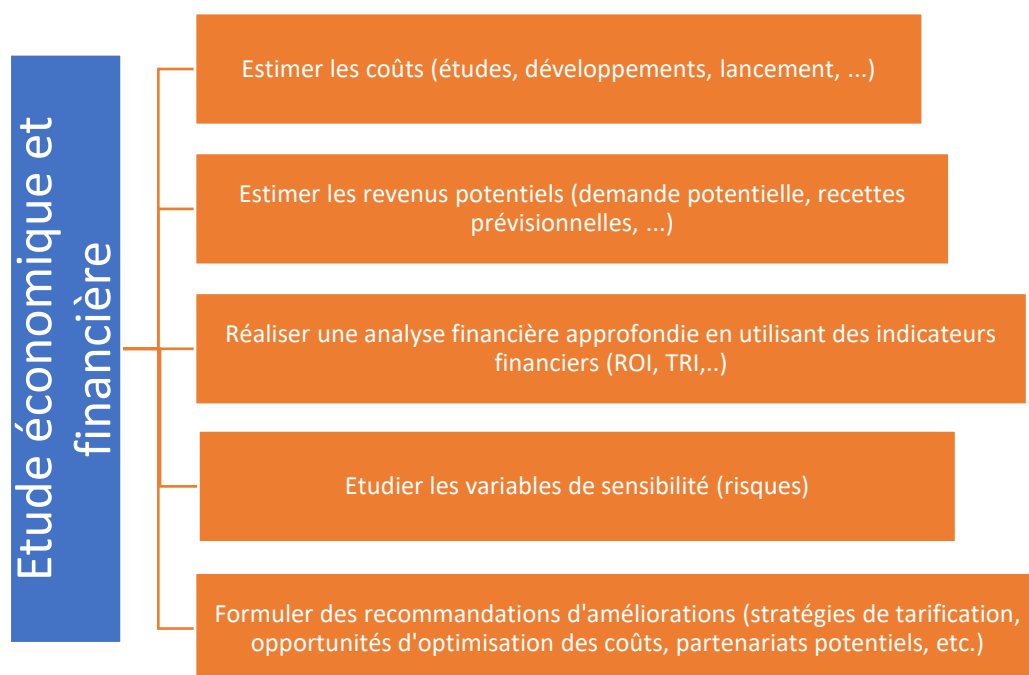 Etude économique et
financière
Estimer les coûts (études, développements, lancement, ...)
Estimer les revenus potentiels (demande potentielle, recettes
prévisionnelles, ...)
Réaliser une analyse financière approfondie en utilisant des indicateurs
financiers (ROI, TRI,..)
Etudier les variables de sensibilité (risques)
Formuler des recommandations d'améliorations (stratégies de tarification,
opportunités d'optimisation des coûts, partenariats potentiels, etc.)